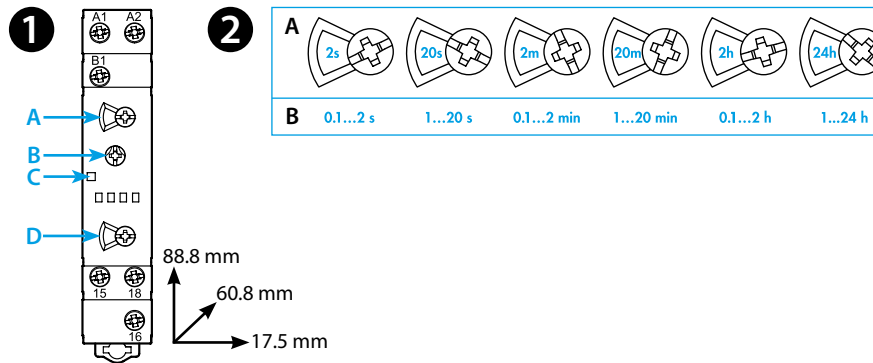 1
A1 A2
B1
A
B
C
D
15 18
16
88.8 mm
60.8 mm
17.5 mm
2
A 2s 20s 2m 20m 2h 24h
B 0.1...2 s 1...20 s 0.1...2 min 1...20 min 0.1...2 h 1...24 h